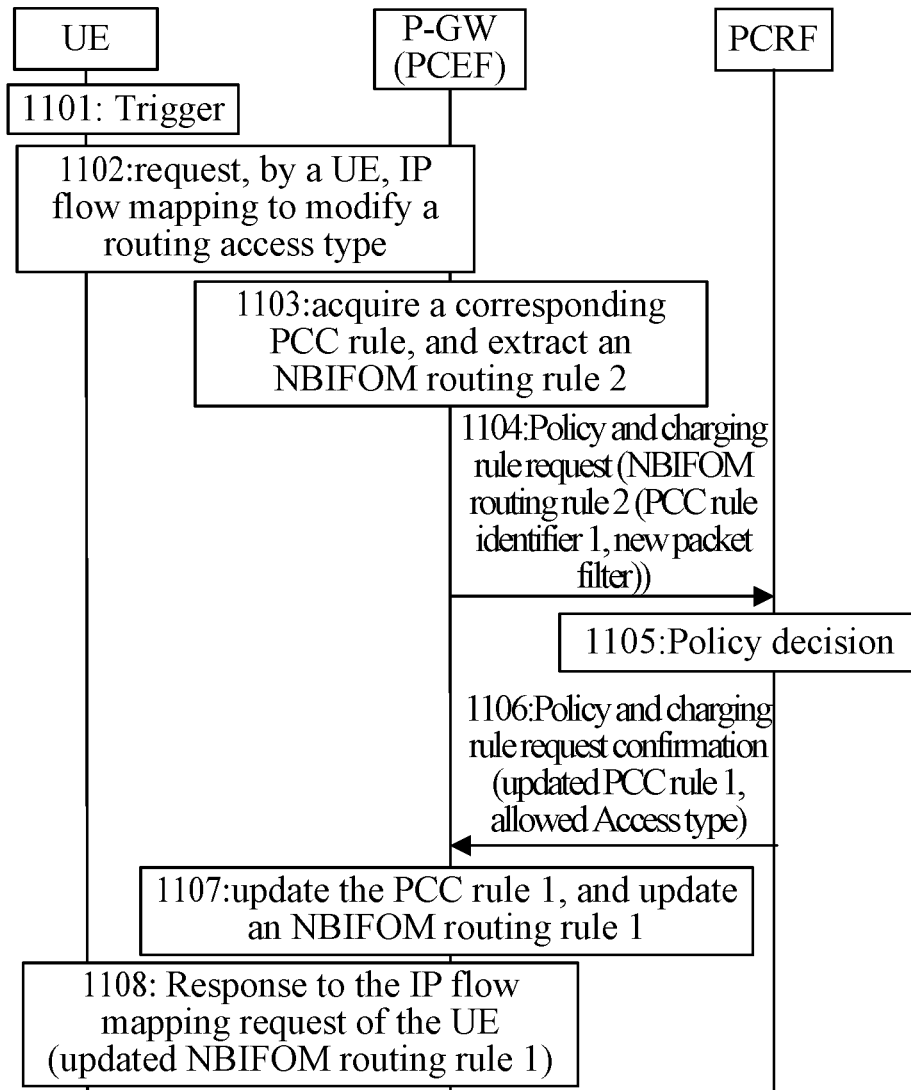 UE
P-GW
(PCEF)
PCRF
1101: Trigger
1102:request, by a UE, IP
flow mapping to modify a
routing access type
1103:acquire a corresponding
PCC rule, and extract an
NBIFOM routing rule 2
1104:Policy and charging
rule request (NBIFOM
routing rule 2 (PCC rule
identifier 1, new packet
filter))
1105:Policy decision
1106:Policy and charging
rule request confirmation
(updated PCC rule 1,
allowed Access type)
1107:update the PCC rule 1, and update
an NBIFOM routing rule 1
1108: Response to the IP flow
mapping request of the UE
(updated NBIFOM routing rule 1)